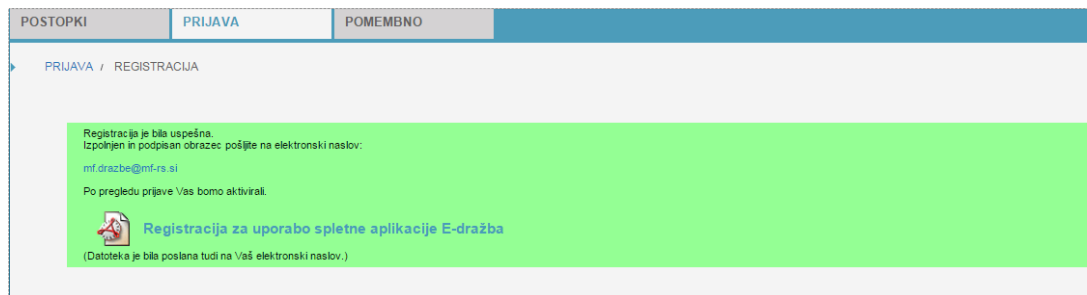 POSTOPKI PRIJAVA POMEMBNO
PRIJAVA / REGISTRACIJA
Registracija je bila uspešna.
Izpolnjen in podpisan obrazec pošljite na elektronski naslov:
mf.drazbe@mf-rs.si
Po pregledu prijave Vas bomo aktivirali.
Registracija za uporabo spletne aplikacije E-dražba
(Datoteka je bila poslana tudi na Vaš elektronski naslov.)